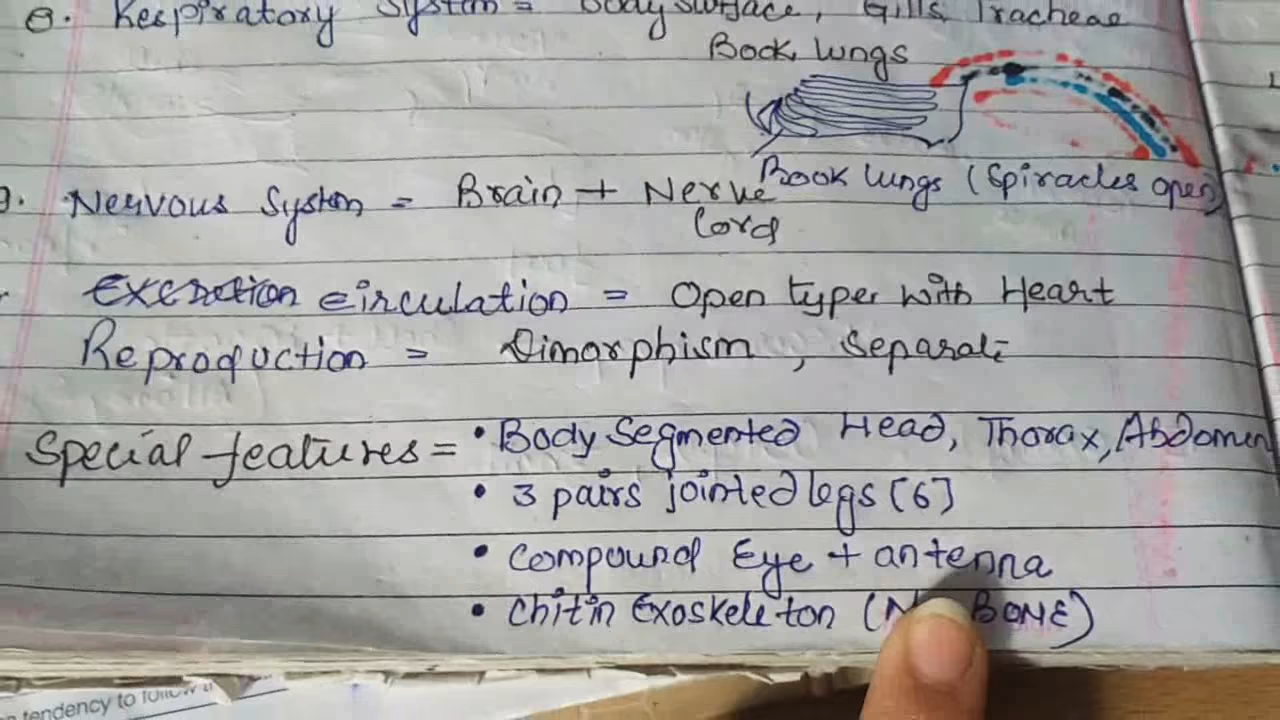 8. Respiratory System = Body surface, Gills, Tracheae
Book lungs
Book lungs (Spiracles open)
9. Nervous System = Brain + Nerve
Cord
Excretion circulation = Open type with Heart
Reproduction = Dimorphism, Separate
Special features = • Body Segmented Head, Thorax, Abdomen
• 3 pairs jointed legs [6]
• Compound Eye + antenna
• Chitin Exoskeleton ( BONE)
tendency to follow